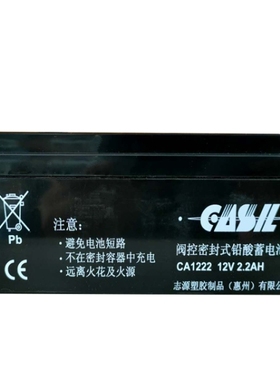 CASIL
注意：
·避免电池短路
·不在密封容器中充电
·远离火花及火源
Pb
CE
阀控密封式铅酸蓄电池
CA1222 12V 2.2AH
志源塑胶制品（惠州）有限